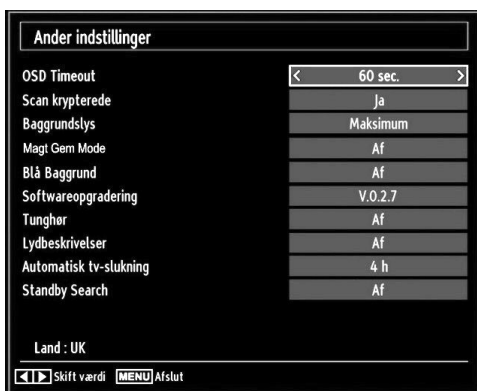 Ander indstillinger
OSD Timeout < 60 sec. >
Scan krypterede Ja
Baggrundslys Maksimum
Magt Gem Mode Af
Blå Baggrund Af
Softwareopgradering V.0.2.7
Tunghør Af
Lydbeskrivelser Af
Automatisk tv-slukning 4 h
Standby Search Af
Land : UK
Skift værdi MENU Afslut